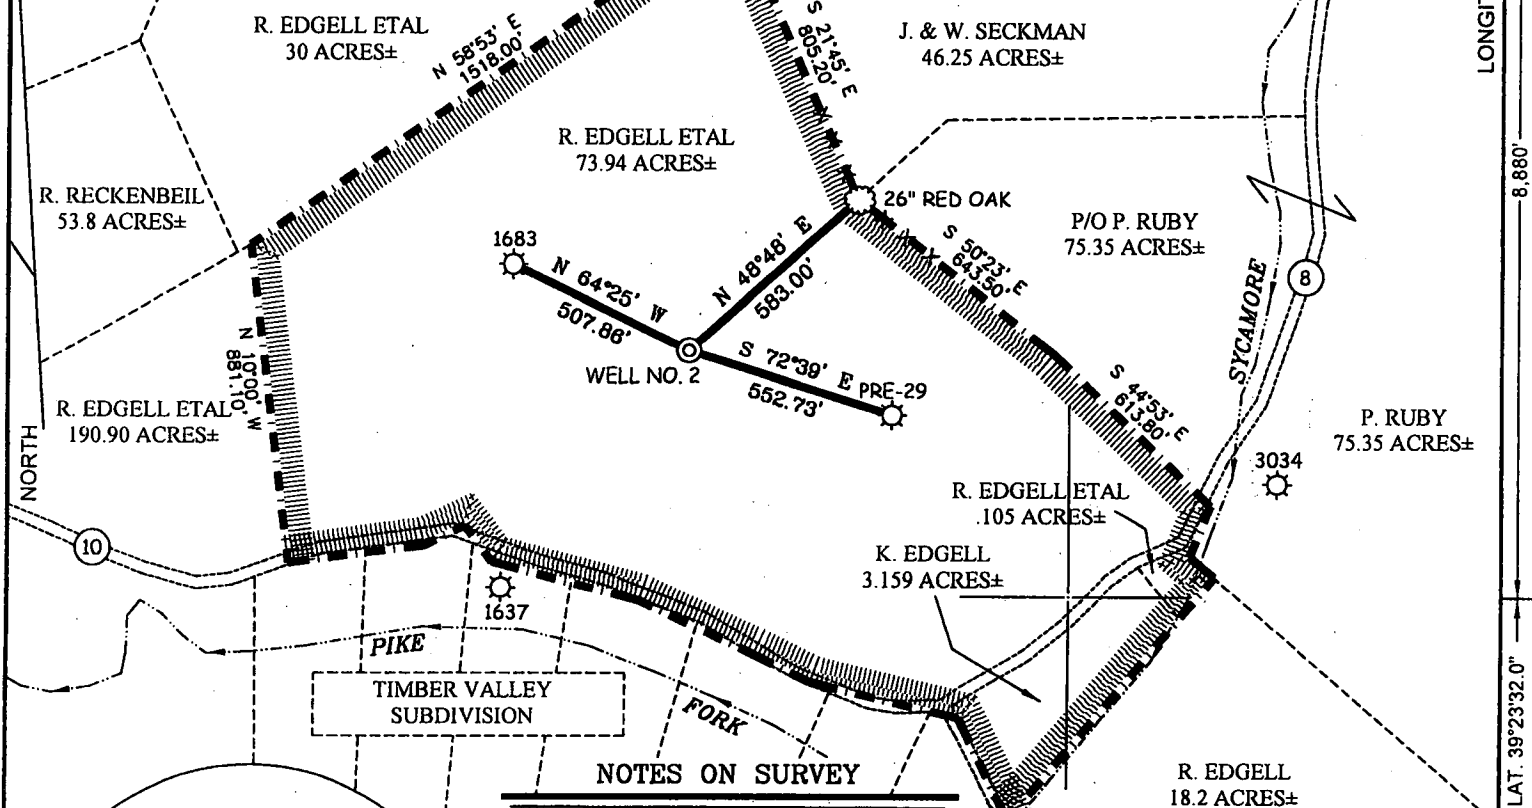 R. EDGELL ETAL
30 ACRES±
N 58°53' E
1518.00'
S 21°45' E
805.20'
J. & W. SECKMAN
46.25 ACRES±
8,880'
R. EDGELL ETAL
73.94 ACRES±
R. RECKENBEIL
53.8 ACRES±
26" RED OAK
P/O P. RUBY
75.35 ACRES±
1683
N 64°25' W
507.86'
N 48°48' E
583.00'
S 50°23' E
643.50'
SYCAMORE
8
WELL NO. 2
S 72°39' E
552.73'
PRE-29
N 10°00' W
881.10'
R. EDGELL ETAL
190.90 ACRES±
S 44°53' E
613.80'
P. RUBY
75.35 ACRES±
NORTH
3034
R. EDGELL ETAL
.105 ACRES±
10
K. EDGELL
3.159 ACRES±
1637
PIKE
FORK
TIMBER VALLEY
SUBDIVISION
LAT. 39°23'32.0"
NOTES ON SURVEY
R. EDGELL
18.2 ACRES±